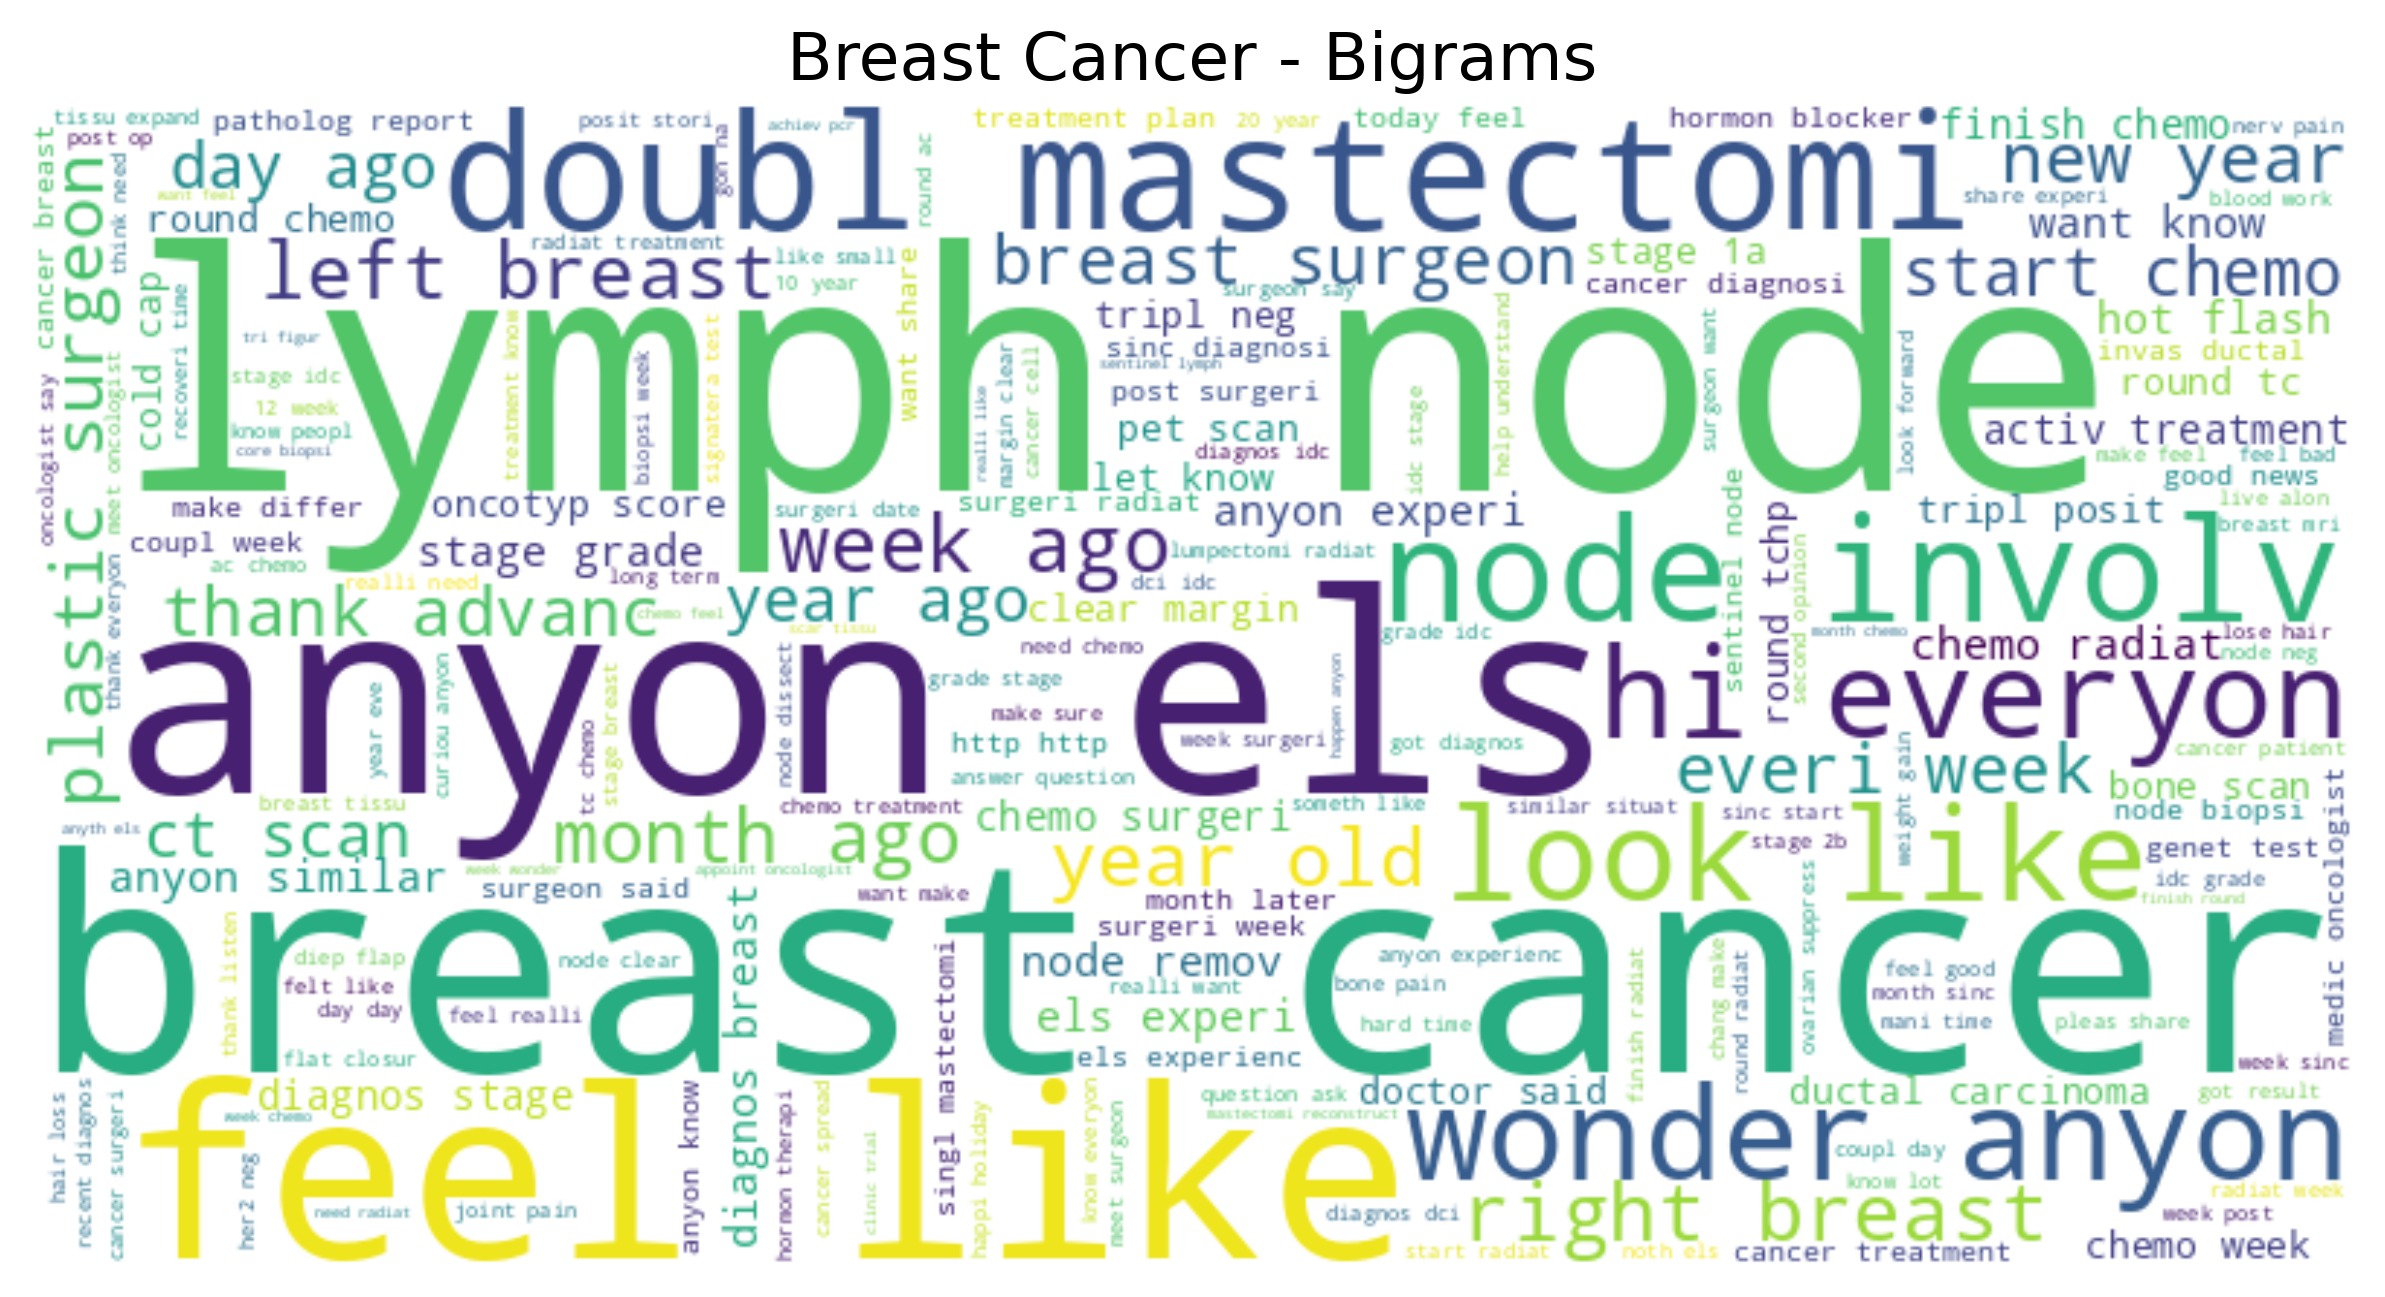 Breast Cancer - Bigrams
tissu expand
patholog report
posit stori
achiev pcr
treatment plan
20 year
today feel
hormon blocker
finish chemo
nerv pain
post op
day ago
doubl mastectomi
new year
want feel
round chemo
gon na
round ac
share experi
blood work
want know
cancer breast
plastic surgeon
think need
radiat treatment
left breast
like small
10 year
want share
breast surgeon
stage 1a
cancer diagnosi
start chemo
surgeon say
cold cap
recoveri time
lymph node
tripl neg
hot flash
tri figur
sinc diagnosi
sentinel lymph
invas ductal
stage idc
round tc
post surgeri
12 week
know peopl
core biopsi
treatment know
biopsi week
signatera test
realli like
margin clear
cancer cell
pet scan
diagnos idc
let know
idc stage
help understand
surgeon want
look forward
activ treatment
make feel
feel bad
good news
oncologist say
meet oncologist
make differ
oncotyp score
surgeri date
surgeri radiat
anyon experi
tripl posit
live alon
breast mri
coupl week
stage grade
week ago
lumpectomi radiat
node involv
ac chemo
realli need
long term
dci idc
thank everyon
thank advanc
chemo feel
year ago
clear margin
scar tissu
sentinel node
round tchp
second opinion
grade idc
month chemo
lose hair
need chemo
chemo radiat
node neg
anyon els
hi everyon
year eve
curiou anyon
tc chemo
stage breast
node dissect
grade stage
make sure
http http
week surgeri
happen anyon
got diagnos
answer question
everi week
weight gain
cancer patient
bone scan
breast tissu
chemo treatment
someth like
similar situat
sinc start
node biopsi
anyth els
ct scan
month ago
chemo surgeri
year old
look like
stage 2b
genet test
medic oncologist
anyon similar
week wonder
appoint oncologist
surgeon said
want make
month later
idc grade
finish round
surgeri week
breast cancer
thank listen
diep flap
node clear
felt like
day day
feel realli
flat closur
diagnos breast
singl mastectomi
node remov
realli want
els experi
els experienc
anyon experienc
bone pain
hard time
finish radiat
chang make
round radiat
ovarian suppress
feel good
month sinc
mani time
pleas share
week sinc
hair loss
recent diagnos
cancer surgeri
diagnos stage
week chemo
feel like
her2 neg
need radiat
joint pain
anyon know
hormon therapi
cancer spread
clinic trial
happi holiday
know everyon
meet surgeon
question ask
mastectomi reconstruct
doctor said
ductal carcinoma
got result
wonder anyon
coupl day
know lot
radiat week
diagnos dci
right breast
week post
start radiat
noth els
cancer treatment
chemo week